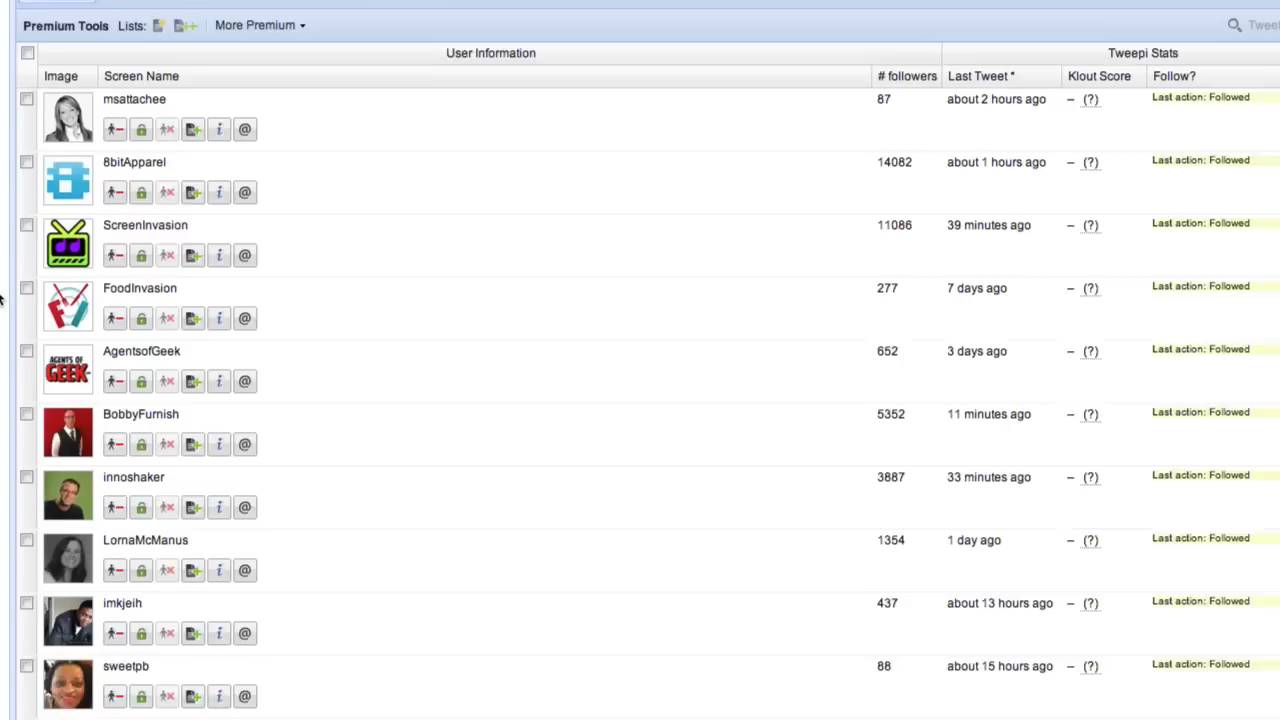 Premium Tools Lists: More Premium Tweet
User Information Tweepi Stats
Image Screen Name # followers Last Tweet * Klout Score Follow?
msattachee 87 about 2 hours ago – (?) Last action: Followed
@
8bitApparel 14082 about 1 hours ago – (?) Last action: Followed
@
ScreenInvasion 11086 39 minutes ago – (?) Last action: Followed
@
FoodInvasion 277 7 days ago – (?) Last action: Followed
@
AgentsofGeek 652 3 days ago – (?) Last action: Followed
AGENTS OF
GEEK @
BobbyFurnish 5352 11 minutes ago – (?) Last action: Followed
@
innoshaker 3887 33 minutes ago – (?) Last action: Followed
@
LornaMcManus 1354 1 day ago – (?) Last action: Followed
@
imkjeih 437 about 13 hours ago – (?) Last action: Followed
@
sweetpb 88 about 15 hours ago – (?) Last action: Followed
@